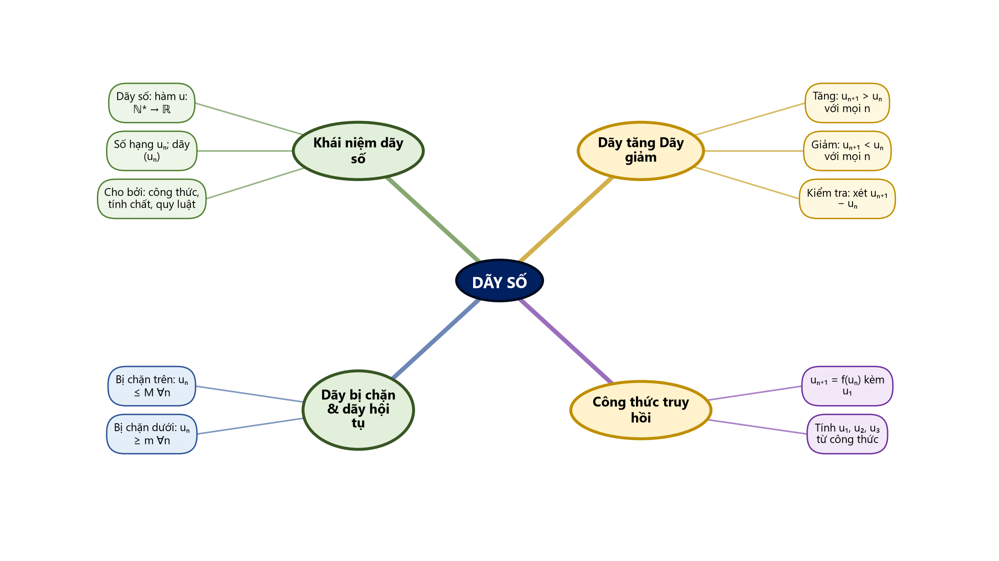 Dãy số: hàm u:
ℕ* → ℝ
Số hạng uₙ; dãy
(uₙ)
Cho bởi: công thức,
tính chất, quy luật
Khái niệm dãy
số
Dãy tăng Dãy
giảm
Tăng: uₙ₊₁ > uₙ
với mọi n
Giảm: uₙ₊₁ < uₙ
với mọi n
Kiểm tra: xét uₙ₊₁
− uₙ
DÃY SỐ
Bị chặn trên: uₙ
≤ M ∀n
Bị chặn dưới: uₙ
≥ m ∀n
Dãy bị chặn
& dãy hội
tụ
Công thức truy
hồi
uₙ₊₁ = f(uₙ) kèm
u₁
Tính u₁, u₂, u₃
từ công thức